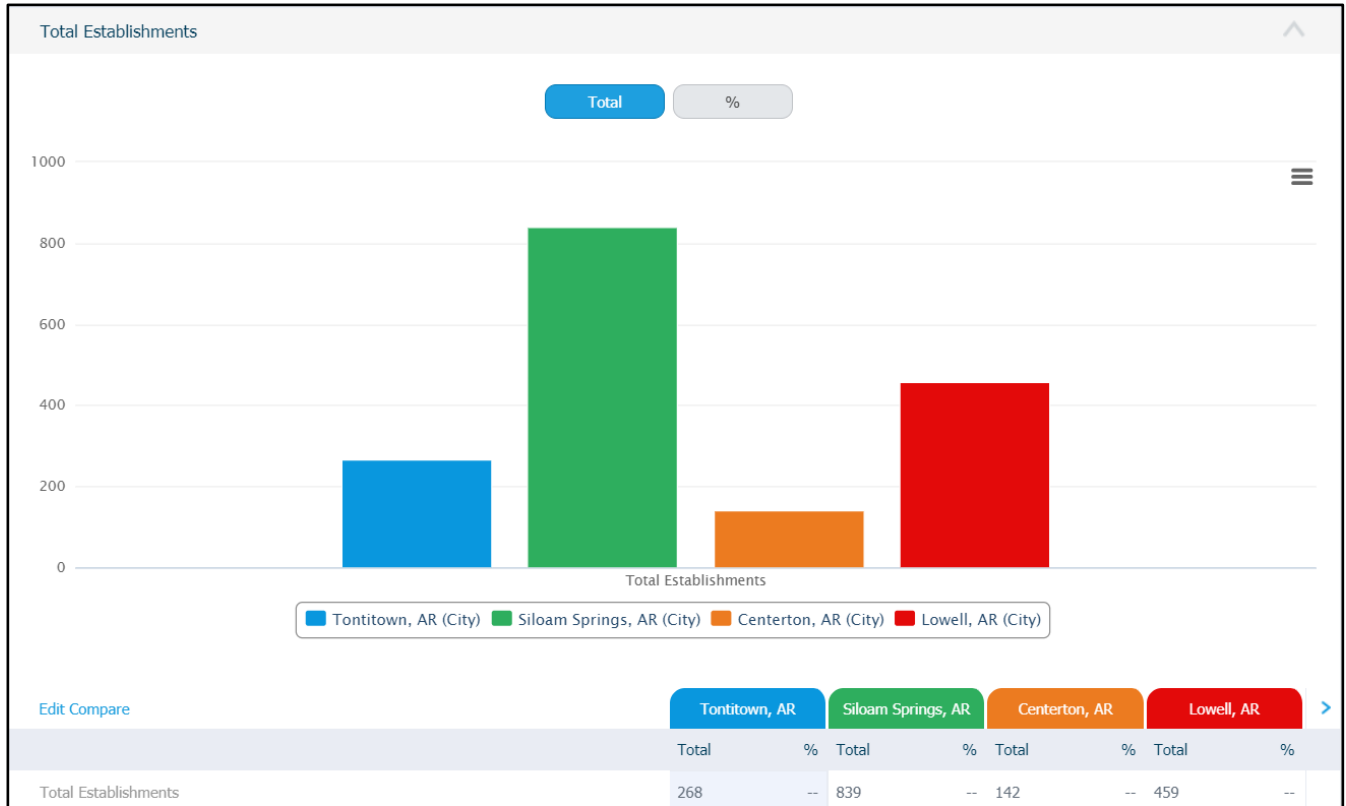 Total Establishments
Total %
1000
800
600
400
200
0
Total Establishments
Tontitown, AR (City) Siloam Springs, AR (City) Centerton, AR (City) Lowell, AR (City)
Edit Compare Tontitown, AR Siloam Springs, AR Centerton, AR Lowell, AR >
Total % Total % Total % Total %
Total Establishments 268 -- 839 -- 142 -- 459 --